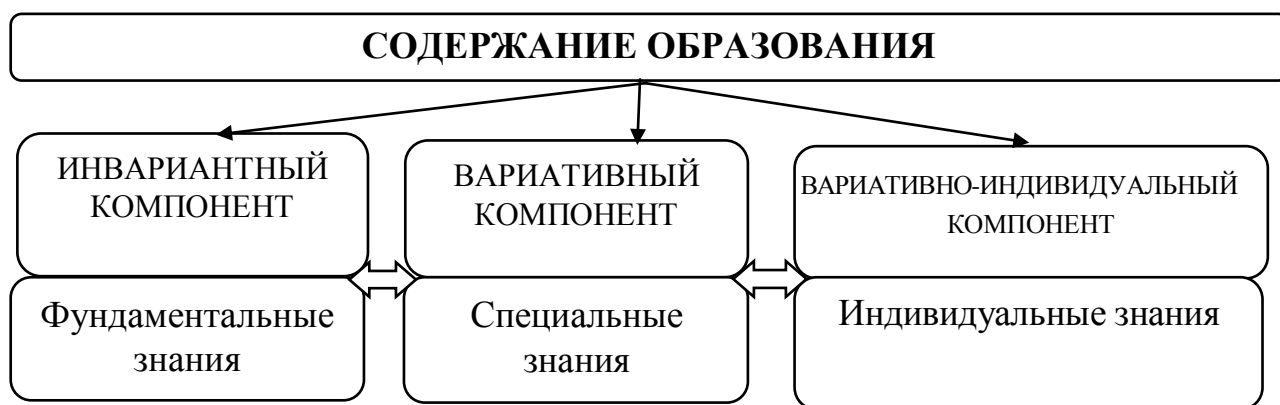 СОДЕРЖАНИЕ ОБРАЗОВАНИЯ
ИНВАРИАНТНЫЙ
КОМПОНЕНТ
ВАРИАТИВНЫЙ
КОМПОНЕНТ
ВАРИАТИВНО-ИНДИВИДУАЛЬНЫЙ
КОМПОНЕНТ
Фундаментальные
знания
Специальные
знания
Индивидуальные знания